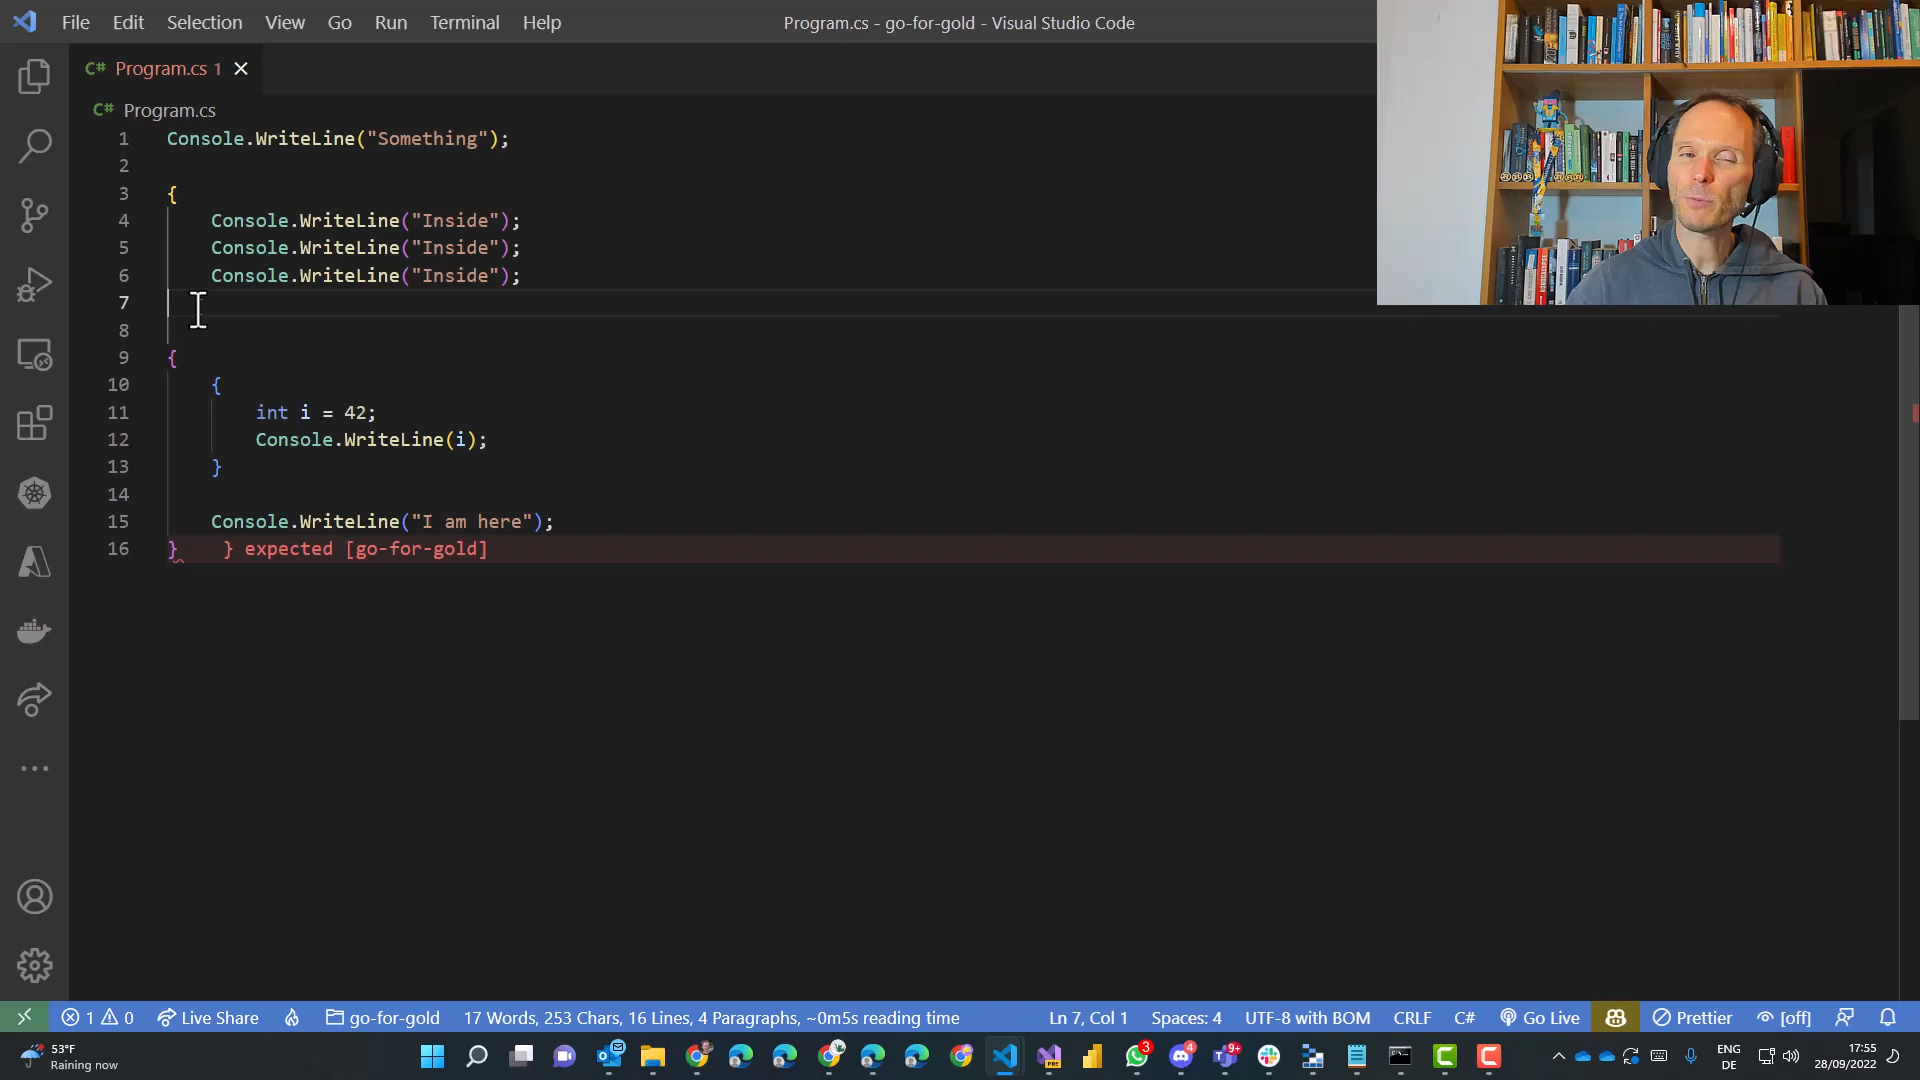 File Edit Selection View Go Run Terminal Help
Program.cs - go-for-gold - Visual Studio Code
C# Program.cs 1
C# Program.cs
1 Console.WriteLine("Something");
2
3 {
4 Console.WriteLine("Inside");
5 Console.WriteLine("Inside");
6 Console.WriteLine("Inside");
7
8
9 {
10 {
11 int i = 42;
12 Console.WriteLine(i);
13 }
14
15 Console.WriteLine("I am here");
16 } } expected [go-for-gold]
1 0 Live Share go-for-gold 17 Words, 253 Chars, 16 Lines, 4 Paragraphs, ~0m5s reading time Ln 7, Col 1 Spaces: 4 UTF-8 with BOM CRLF C# Go Live Prettier [off]
53°F
Raining now
3
4
9+
PRE
ENG
DE
17:55
28/09/2022